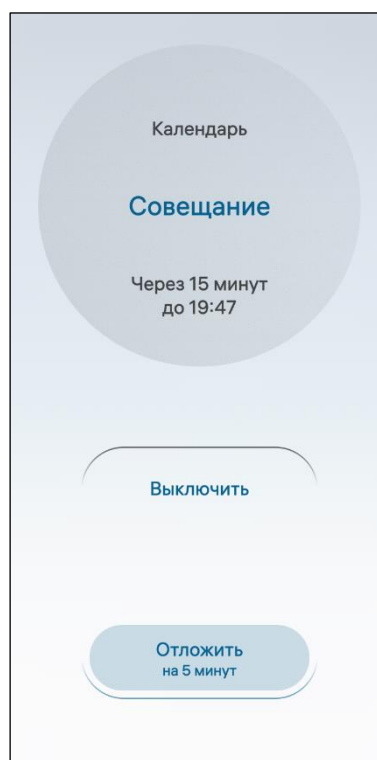 Календарь
Совещание
Через 15 минут
до 19:47
Выключить
Отложить
на 5 минут